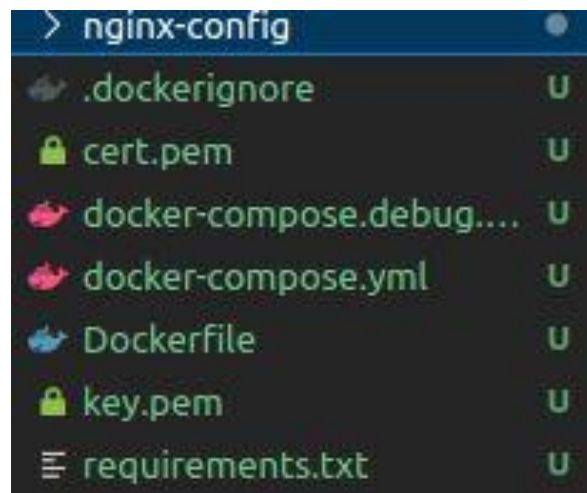 nginx-config
.dockerignore U
cert.pem U
docker-compose.debug.... U
docker-compose.yml U
Dockerfile U
key.pem U
requirements.txt U